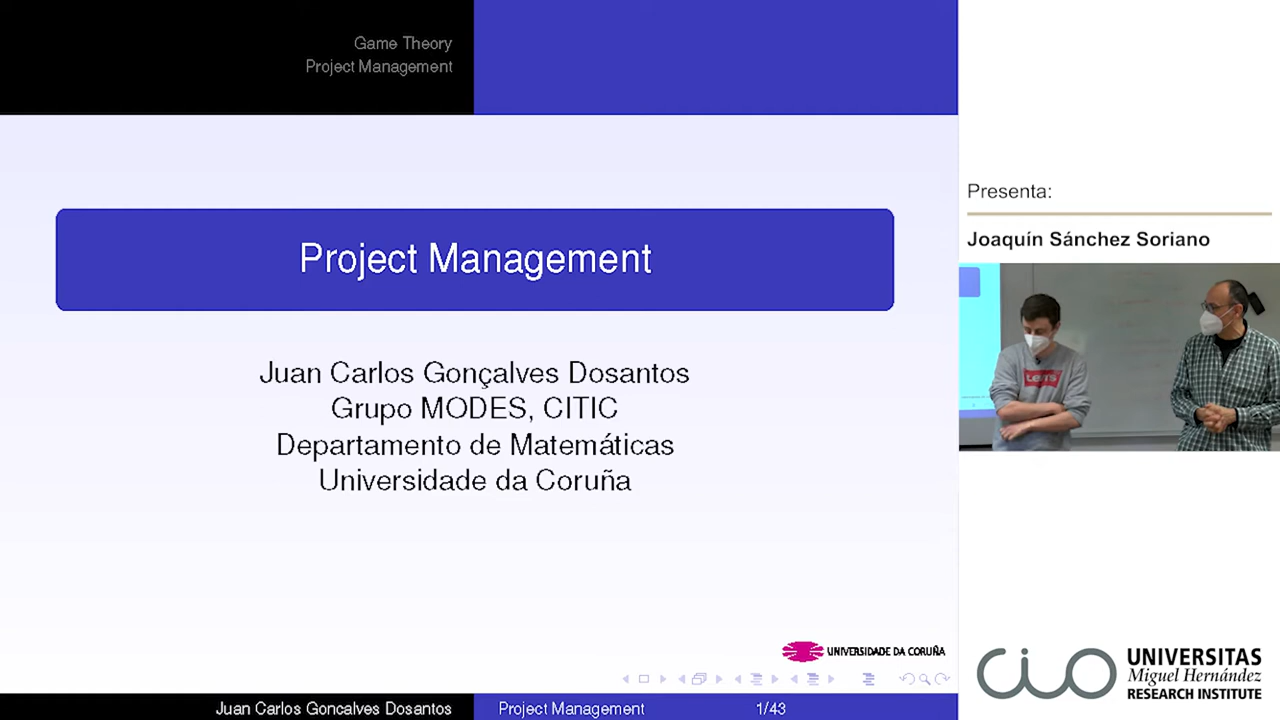 Game Theory
Project Management
Project Management
Juan Carlos Gonçalves Dosantos
Grupo MODES, CITIC
Departamento de Matemáticas
Universidade da Coruña
UNIVERSIDADE DA CORUÑA
Juan Carlos Goncalves Dosantos
Project Management
1/43
Presenta:
Joaquín Sánchez Soriano
Levi's
cio
UNIVERSITAS
Miguel Hernández
RESEARCH INSTITUTE